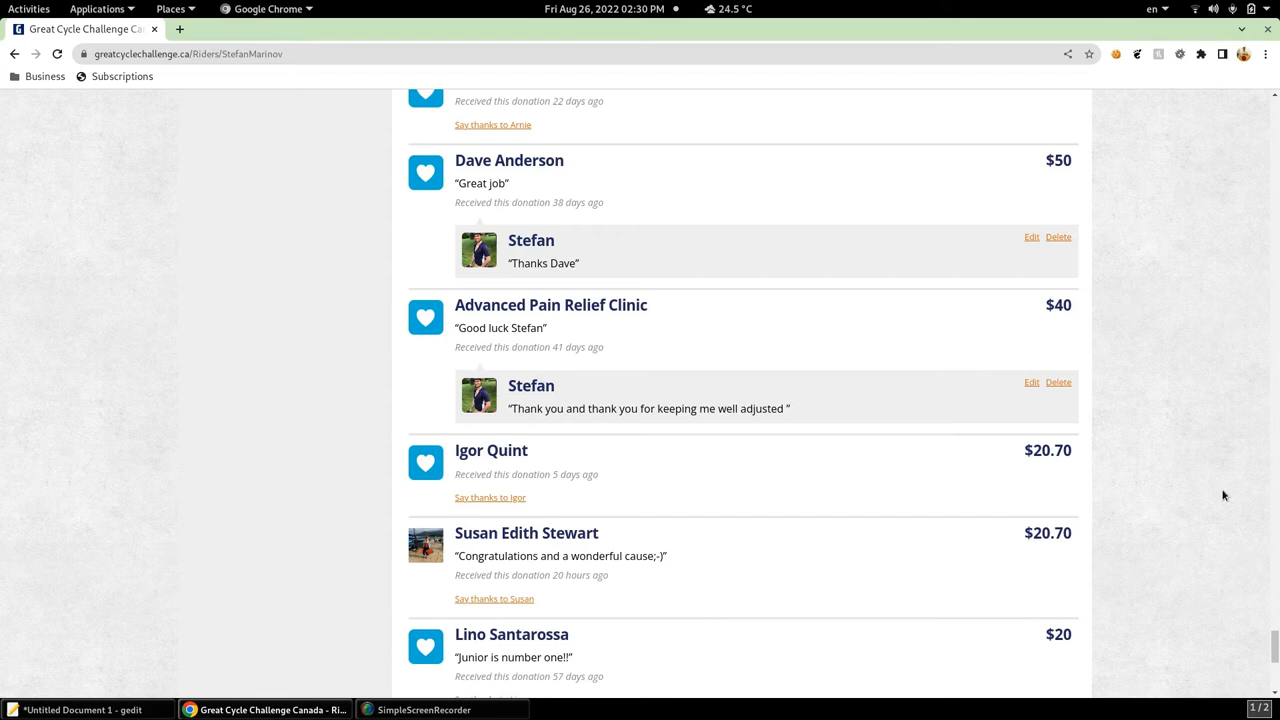 Activities Applications Places Google Chrome Fri Aug 26, 2022 02:30 PM 24.5 °C en
Great Cycle Challenge Ca
greatcyclechallenge.ca/Riders/StefanMarinov
Business Subscriptions
Received this donation 22 days ago
Say thanks to Arnie
Dave Anderson $50
“Great job”
Received this donation 38 days ago
Stefan Edit Delete
“Thanks Dave”
Advanced Pain Relief Clinic $40
“Good luck Stefan”
Received this donation 41 days ago
Stefan Edit Delete
“Thank you and thank you for keeping me well adjusted ”
Igor Quint $20.70
Received this donation 5 days ago
Say thanks to Igor
Susan Edith Stewart $20.70
“Congratulations and a wonderful cause;-)”
Received this donation 20 hours ago
Say thanks to Susan
Lino Santarossa $20
“Junior is number one!!”
Received this donation 57 days ago
*Untitled Document 1 - gedit Great Cycle Challenge Canada - Ri... SimpleScreenRecorder 1 / 2